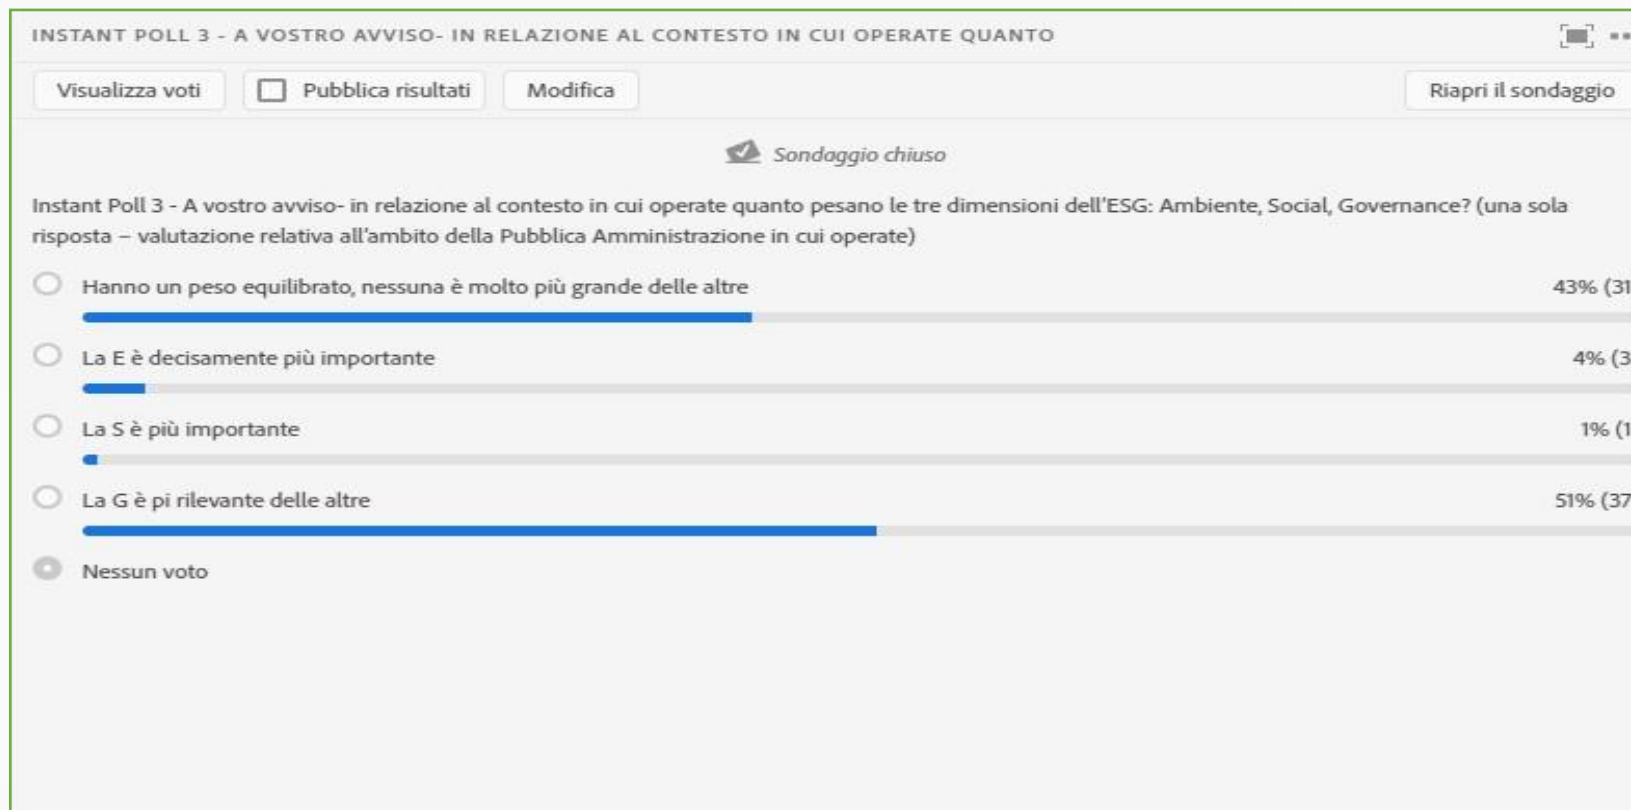 INSTANT POLL 3 - A VOSTRO AVVISO- IN RELAZIONE AL CONTESTO IN CUI OPERATE QUANTO
Visualizza voti Pubblica risultati Modifica Riapri il sondaggio
Sondaggio chiuso
Instant Poll 3 - A vostro avviso- in relazione al contesto in cui operate quanto pesano le tre dimensioni dell'ESG: Ambiente, Social, Governance? (una sola
risposta – valutazione relativa all'ambito della Pubblica Amministrazione in cui operate)
Hanno un peso equilibrato, nessuna è molto più grande delle altre 43% (31
La E è decisamente più importante 4% (3
La S è più importante 1% (1
La G è pi rilevante delle altre 51% (37
Nessun voto